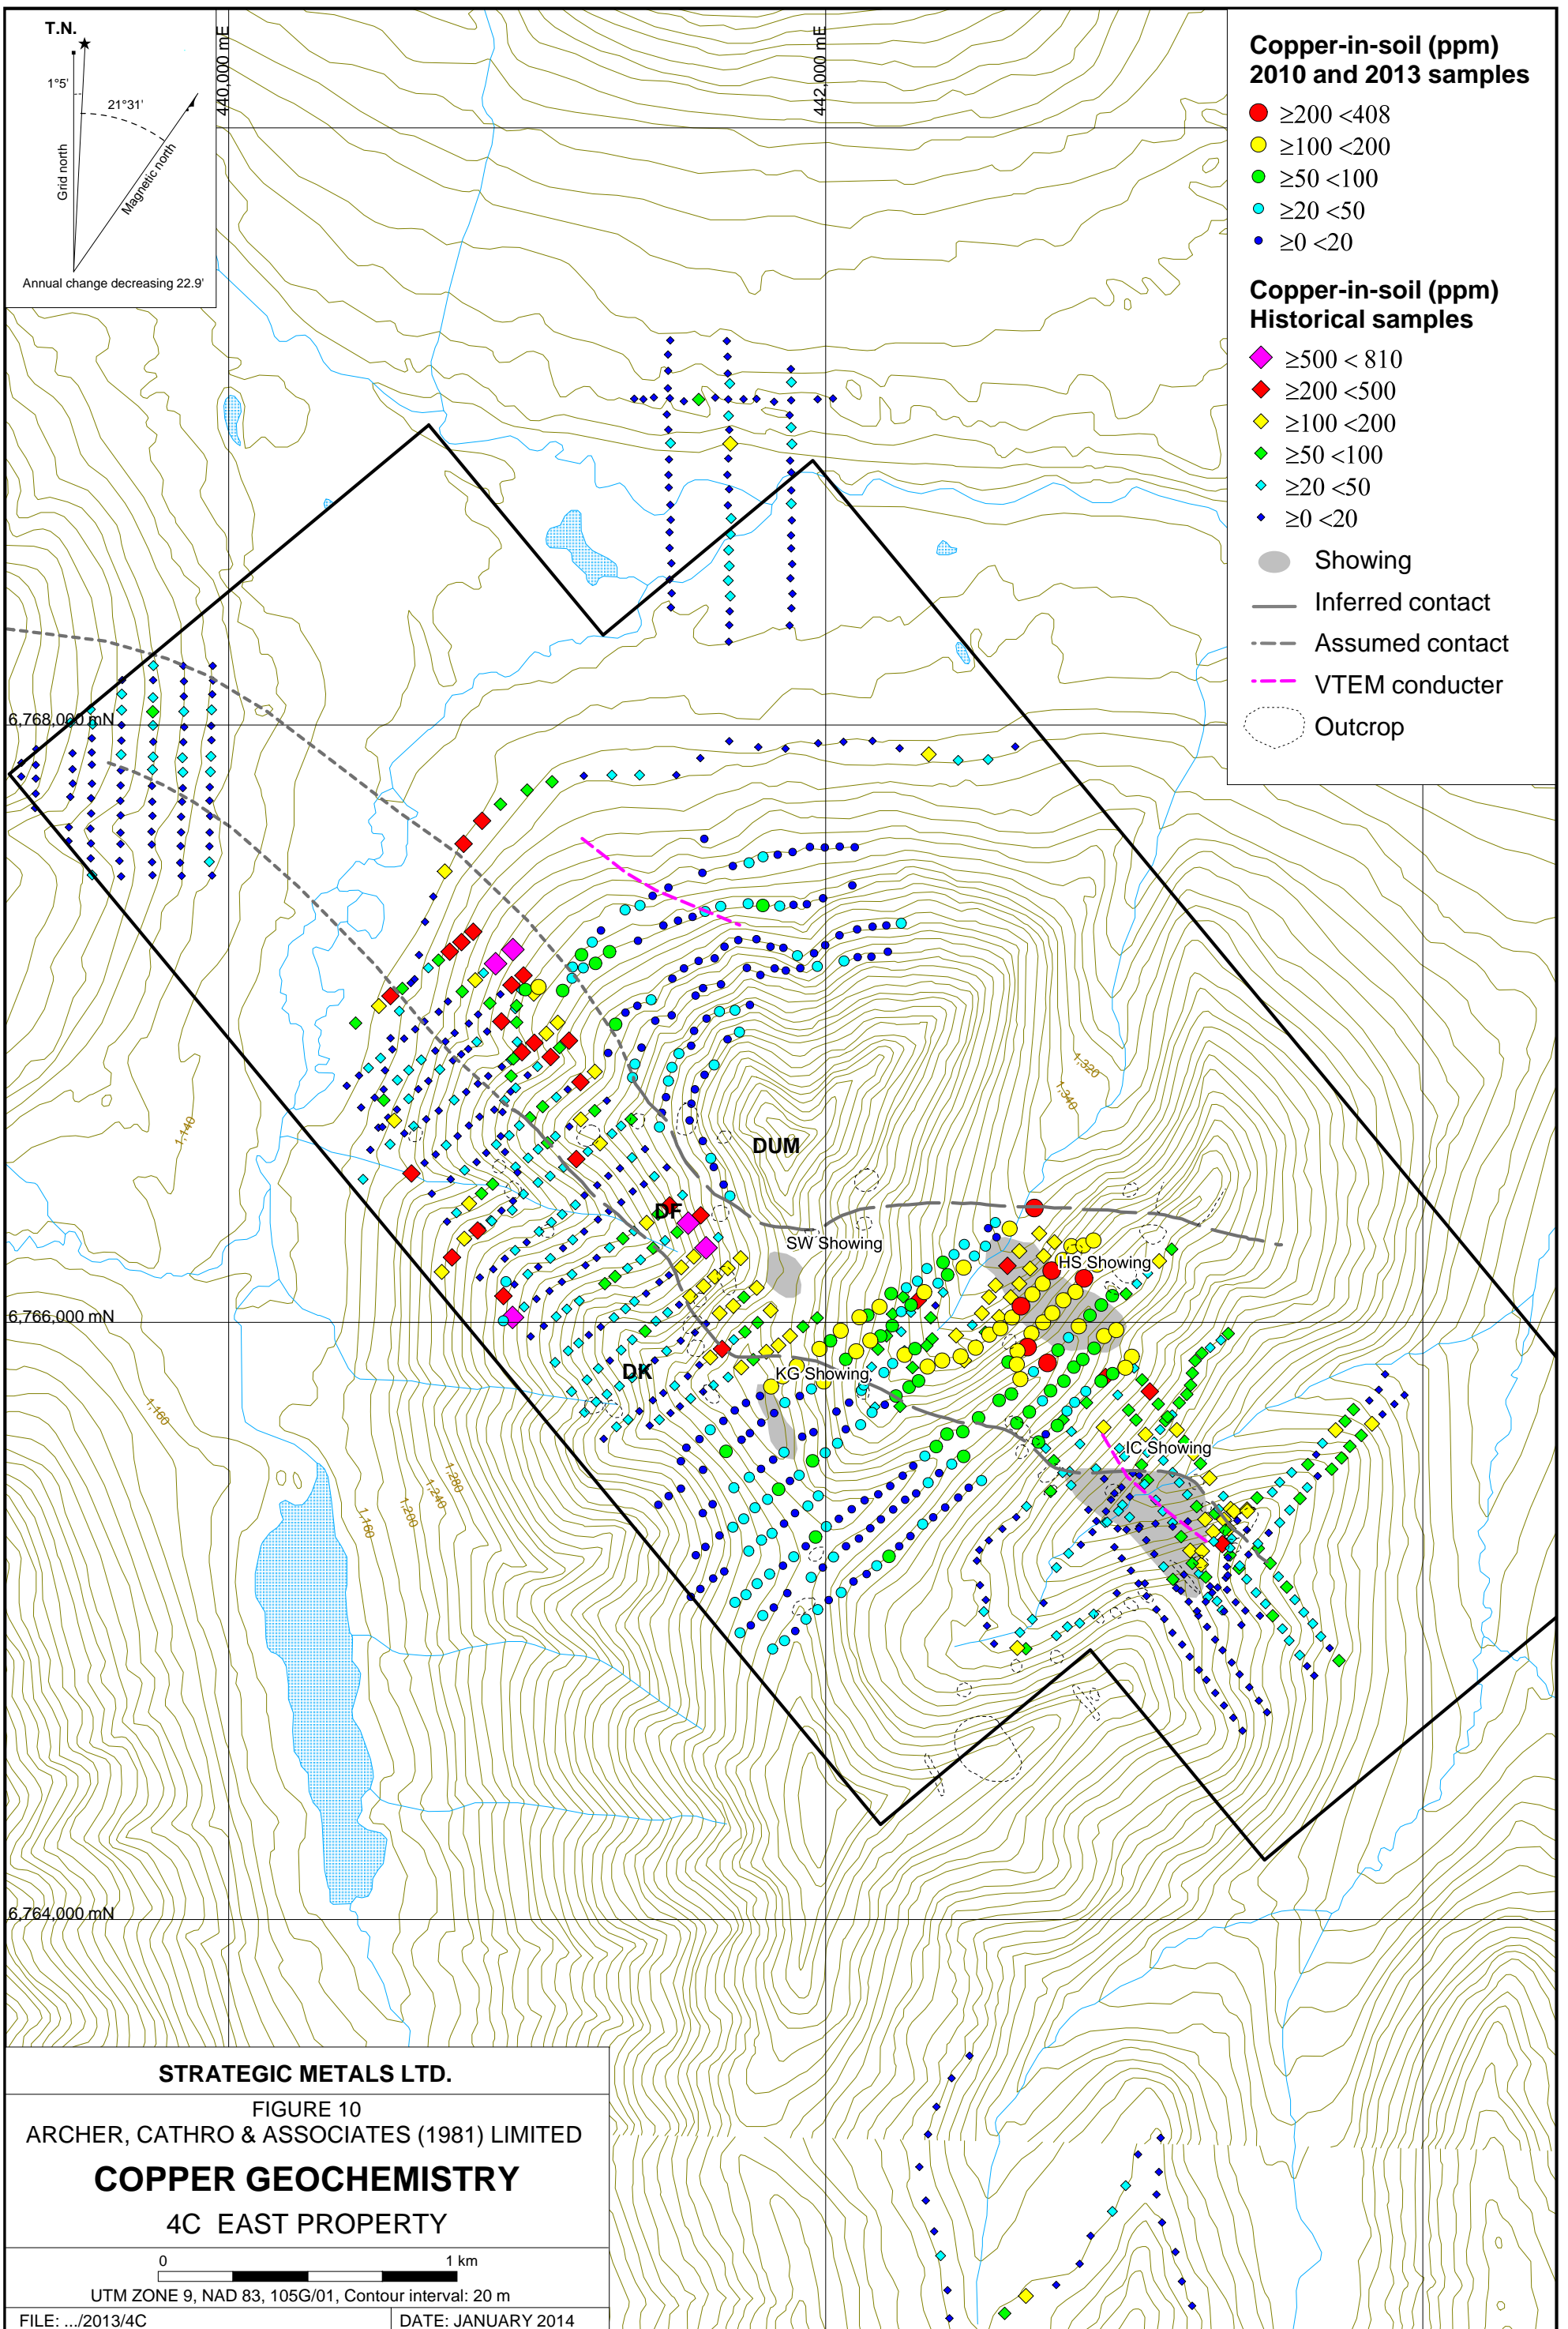 T.N.
1°5'
21°31'
Grid north
Magnetic north
Annual change decreasing 22.9'
440,000 mE
442,000 mE
Copper-in-soil (ppm)
2010 and 2013 samples
≥200 <408
≥100 <200
≥50 <100
≥20 <50
≥0 <20
Copper-in-soil (ppm)
Historical samples
≥500 < 810
≥200 <500
≥100 <200
≥50 <100
≥20 <50
≥0 <20
Showing
Inferred contact
Assumed contact
VTEM conducter
Outcrop
6,768,000 mN
1,320
1,340
1,140
DUM
DF
SW Showing
HS Showing
6,766,000 mN
DK
KG Showing
1,160
IC Showing
1,280
1,240
1,200
1,160
6,764,000 mN
STRATEGIC METALS LTD.
FIGURE 10
ARCHER, CATHRO & ASSOCIATES (1981) LIMITED
COPPER GEOCHEMISTRY
4C EAST PROPERTY
0 1 km
UTM ZONE 9, NAD 83, 105G/01, Contour interval: 20 m
FILE: .../2013/4C DATE: JANUARY 2014